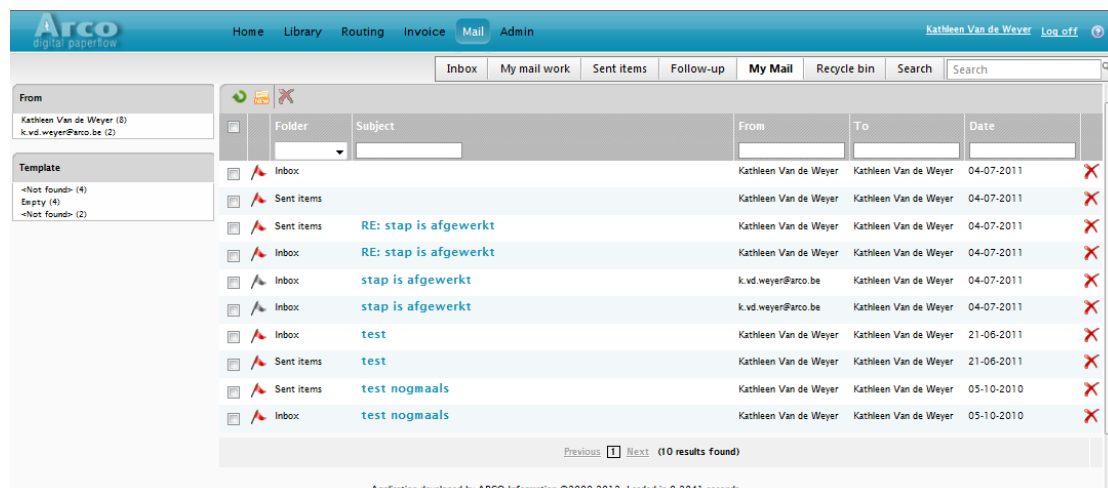 Arco
digital paperflow
Home Library Routing Invoice Mail Admin
Kathleen Van de Weyer Log off
Inbox My mail work Sent items Follow-up My Mail Recycle bin Search Search
From
Kathleen Van de Weyer (8)
k.vd.weyer@arco.be (2)
Template
<Not found> (4)
Empty (4)
<Not found> (2)
NEW
Folder Subject From To Date
Inbox Kathleen Van de Weyer Kathleen Van de Weyer 04-07-2011
Sent items Kathleen Van de Weyer Kathleen Van de Weyer 04-07-2011
Sent items RE: stap is afgewerkt Kathleen Van de Weyer Kathleen Van de Weyer 04-07-2011
Inbox RE: stap is afgewerkt Kathleen Van de Weyer Kathleen Van de Weyer 04-07-2011
Inbox stap is afgewerkt k.vd.weyer@arco.be Kathleen Van de Weyer 04-07-2011
Inbox stap is afgewerkt k.vd.weyer@arco.be Kathleen Van de Weyer 04-07-2011
Inbox test Kathleen Van de Weyer Kathleen Van de Weyer 21-06-2011
Sent items test Kathleen Van de Weyer Kathleen Van de Weyer 21-06-2011
Sent items test nogmaals Kathleen Van de Weyer Kathleen Van de Weyer 05-10-2010
Inbox test nogmaals Kathleen Van de Weyer Kathleen Van de Weyer 05-10-2010
Previous 1 Next (10 results found)
Application developed by ARCO Information